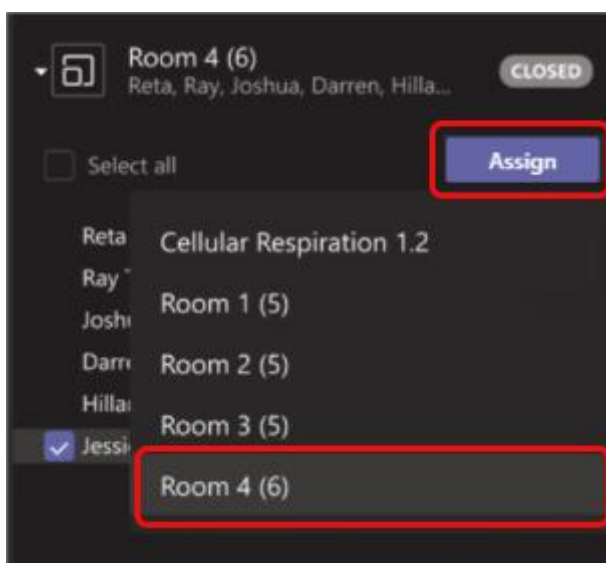 Room 4 (6)
Reta, Ray, Joshua, Darren, Hilla...
CLOSED
Select all
Assign
Reta
Cellular Respiration 1.2
Ray
Room 1 (5)
Room 2 (5)
Room 3 (5)
Room 4 (6)